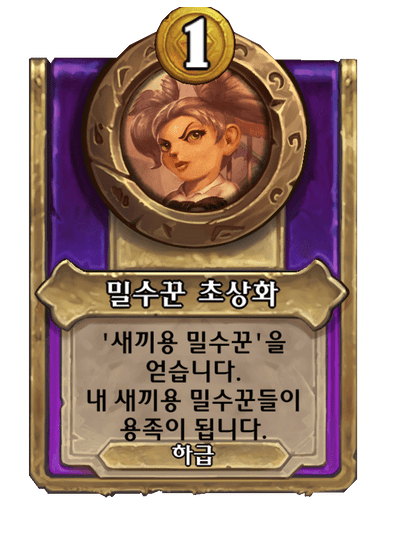 1
밀수꾼 초상화
'새끼용 밀수꾼'을
얻습니다.
내 새끼용 밀수꾼들이
용족이 됩니다.
하급